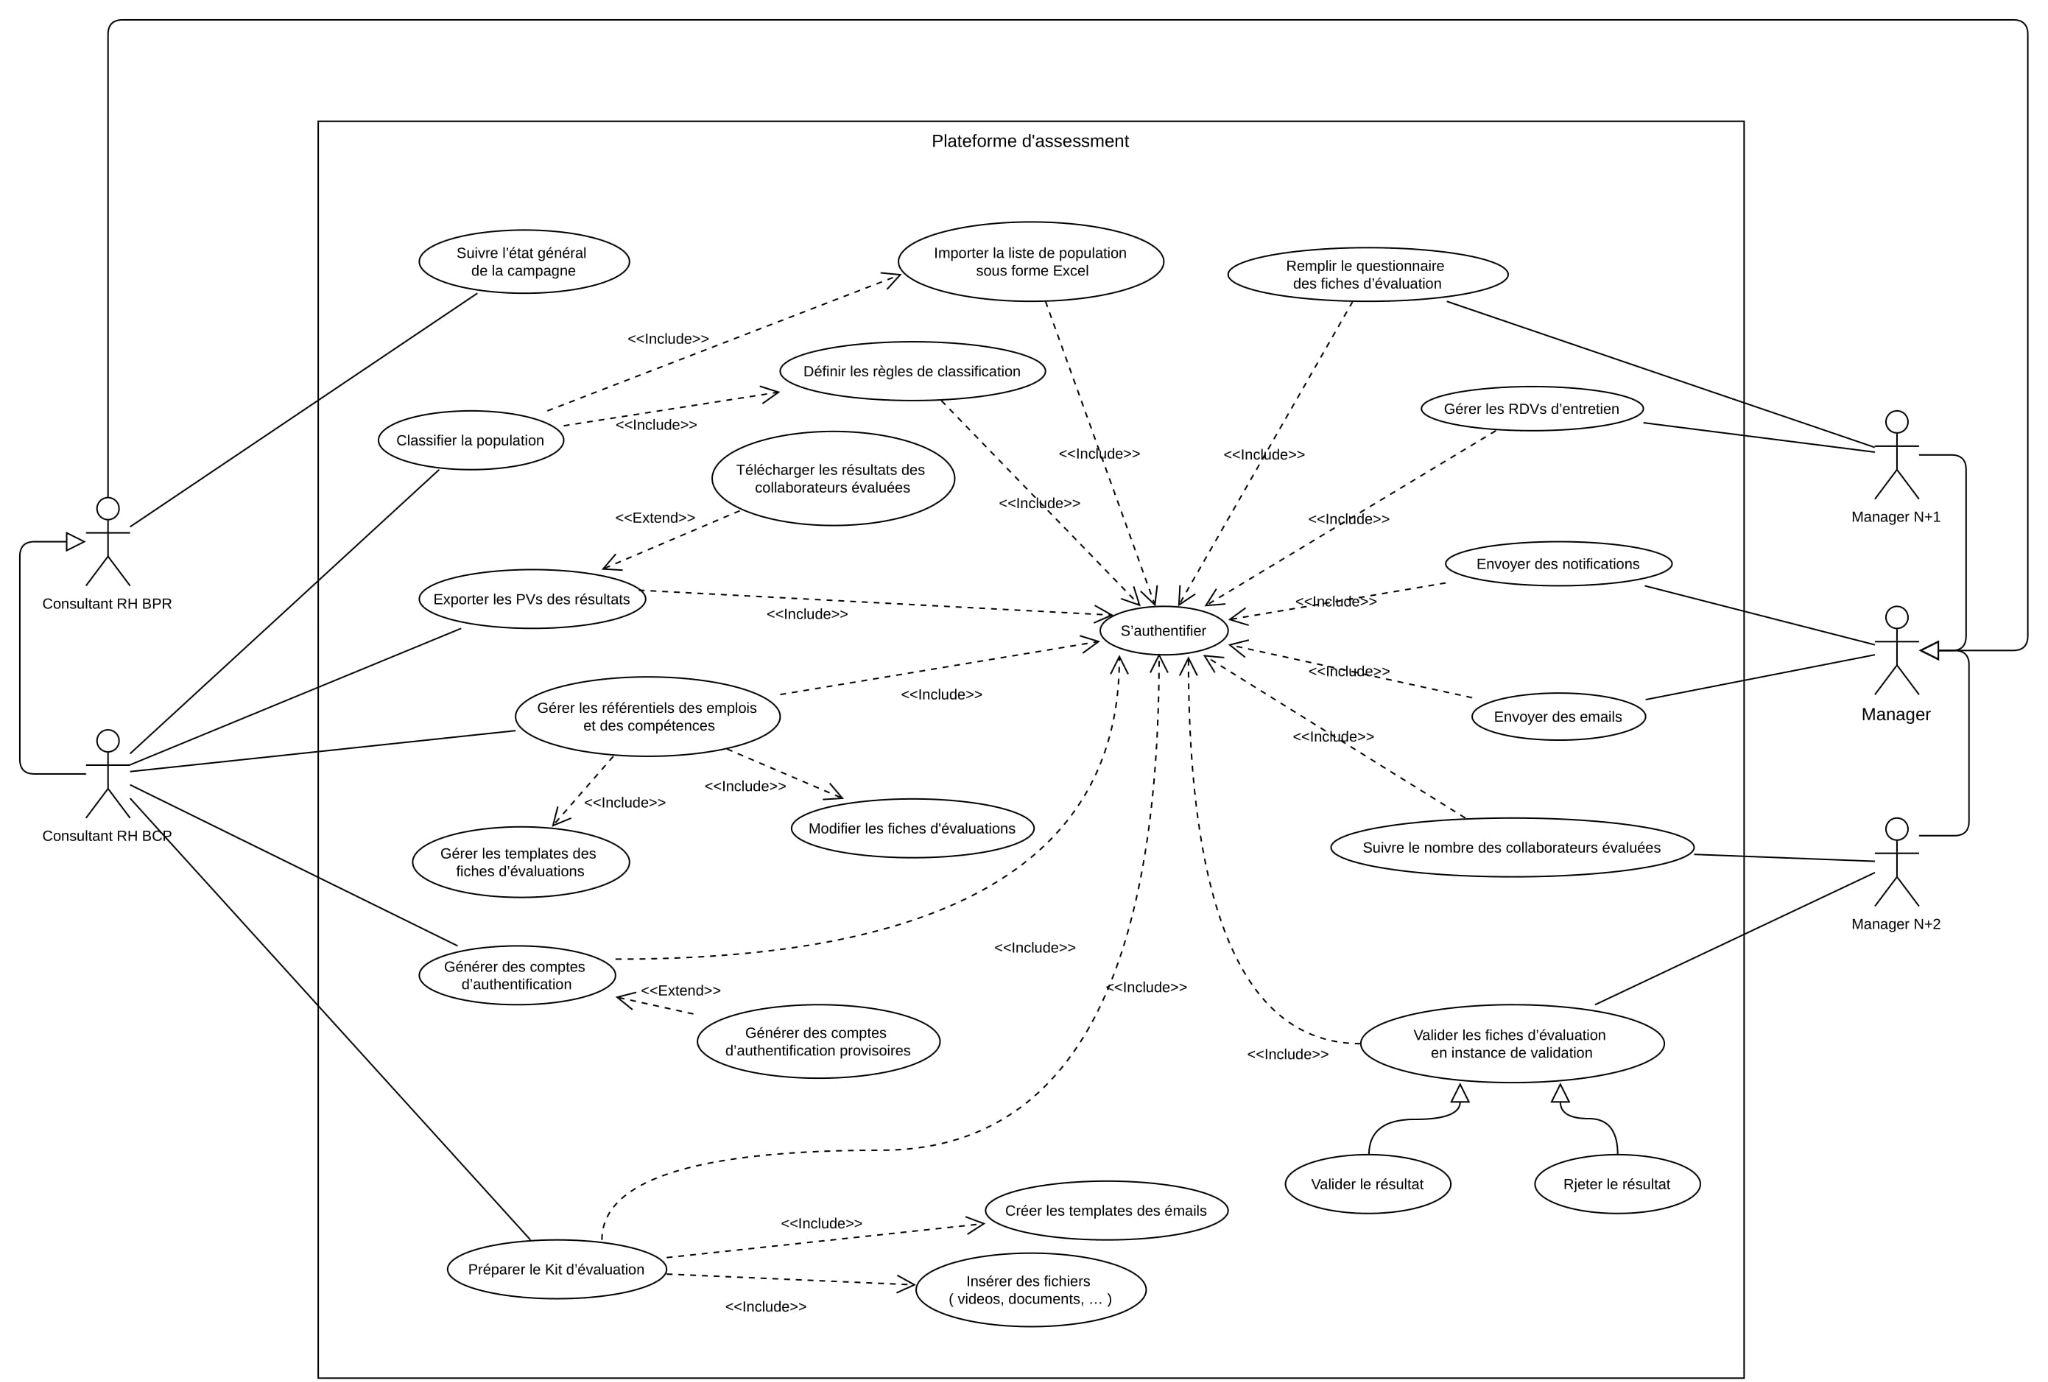 Plateforme d'assessment
Suivre l’état général
de la campagne
Importer la liste de population
sous forme Excel
Remplir le questionnaire
des fiches d’évaluation
<<Include>>
Définir les règles de classification
<<Include>>
Classifier la population
Gérer les RDVs d’entretien
<<Include>>
<<Include>>
Télécharger les résultats des
collaborateurs évaluées
<<Include>>
<<Extend>>
<<Include>>
Manager N+1
Consultant RH BPR
Exporter les PVs des résultats
<<Include>>
Envoyer des notifications
<<Include>>
S’authentifier
<<Include>>
<<Include>>
Gérer les référentiels des emplois
et des compétences
Envoyer des emails
Manager
<<Include>>
<<Include>>
<<Include>>
Consultant RH BCP
Modifier les fiches d'évaluations
Gérer les templates des
fiches d’évaluations
Suivre le nombre des collaborateurs évaluées
Manager N+2
<<Include>>
Générer des comptes
d’authentification
<<Extend>>
<<Include>>
Générer des comptes
d’authentification provisoires
Valider les fiches d’évaluation
en instance de validation
<<Include>>
Valider le résultat
Rjeter le résultat
Créer les templates des émails
<<Include>>
Préparer le Kit d’évaluation
Insérer des fichiers
( videos, documents, … )
<<Include>>